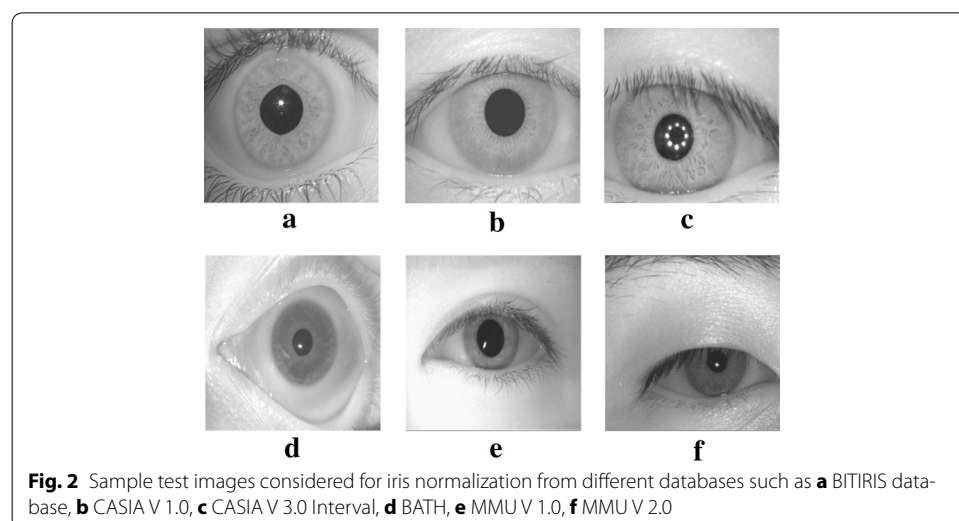 a
b
c
d
e
f
Fig. 2 Sample test images considered for iris normalization from different databases such as a BITIRIS data-
base, b CASIA V 1.0, c CASIA V 3.0 Interval, d BATH, e MMU V 1.0, f MMU V 2.0